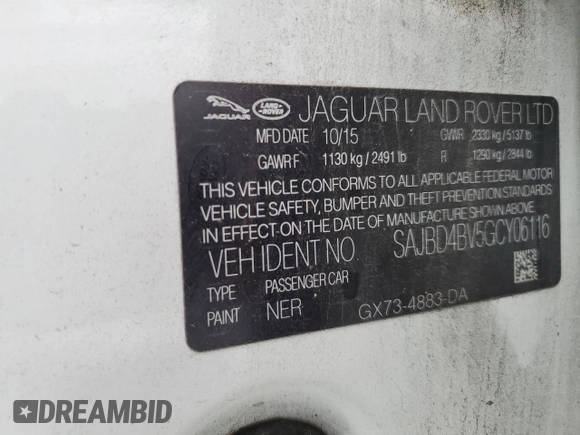 JAGUAR
LAND ROVER
JAGUAR LAND ROVER LTD
MFD DATE 10/15 GVWR 2330 kg / 5137 lb
GAWR F 1130 kg / 2491 lb R 1290 kg / 2844 lb
THIS VEHICLE CONFORMS TO ALL APPLICABLE FEDERAL MOTOR
VEHICLE SAFETY, BUMPER AND THEFT PREVENTION STANDARDS
IN EFFECT ON THE DATE OF MANUFACTURE SHOWN ABOVE.
VEH IDENT NO. SAJBD4BV5GCY06116
TYPE PASSENGER CAR
PAINT NER GX73-4883-DA
DREAMBID